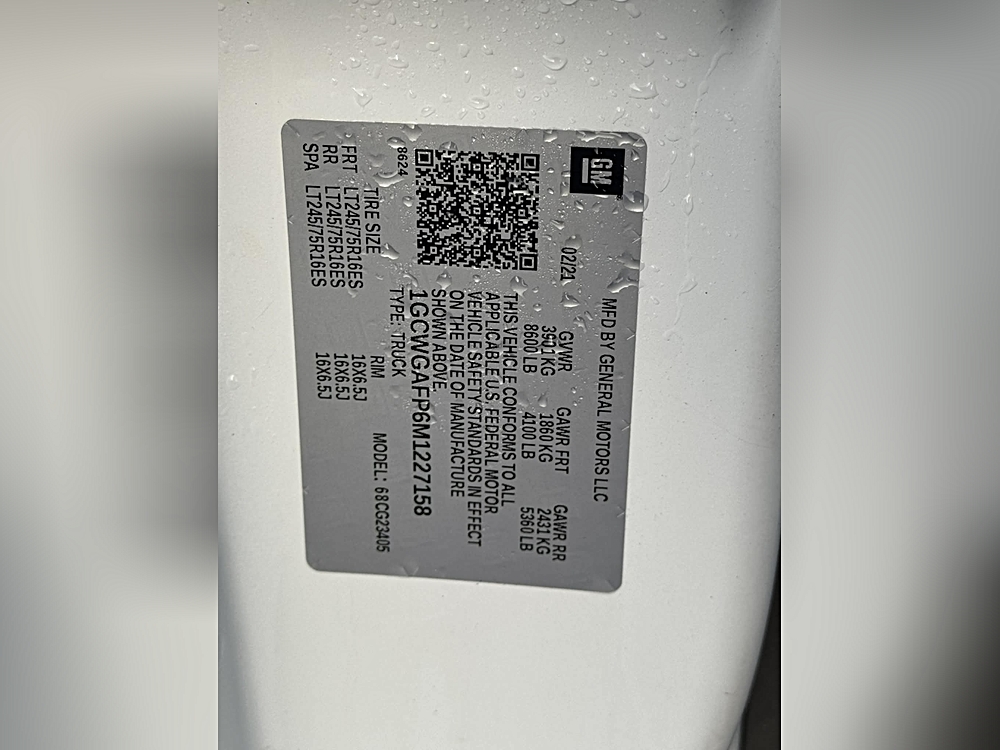 GM
MFD BY GENERAL MOTORS LLC
02/21 GVWR GAWR FRT GAWR RR
3901 KG 1860 KG 2431 KG
8600 LB 4100 LB 5360 LB
THIS VEHICLE CONFORMS TO ALL
APPLICABLE U.S. FEDERAL MOTOR
VEHICLE SAFETY STANDARDS IN EFFECT
ON THE DATE OF MANUFACTURE
SHOWN ABOVE.
1GCWGAFP6M1227158
8624 TYPE: TRUCK MODEL: 68CG23405
TIRE SIZE RIM
FRT LT245/75R16ES 16X6.5J
RR LT245/75R16ES 16X6.5J
SPA LT245/75R16ES 16X6.5J